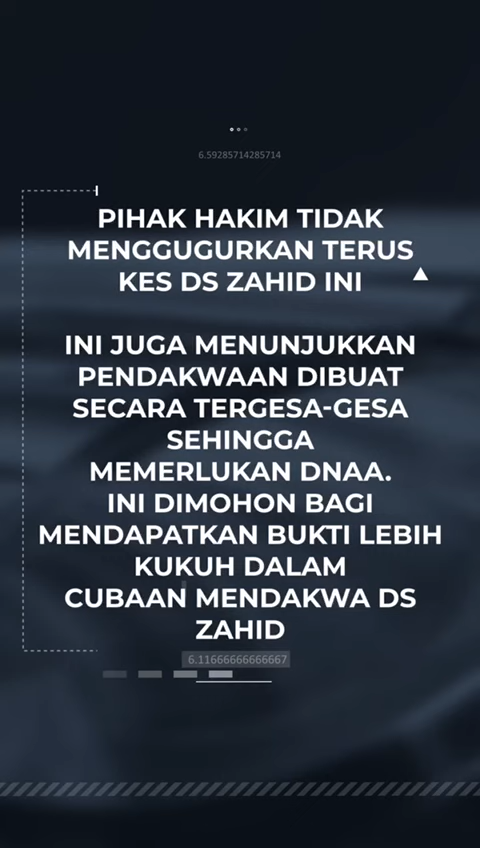 6.59285714285714
PIHAK HAKIM TIDAK
MENGGUGURKAN TERUS
KES DS ZAHID INI
INI JUGA MENUNJUKKAN
PENDAKWAAN DIBUAT
SECARA TERGESA-GESA
SEHINGGA
MEMERLUKAN DNAA.
INI DIMOHON BAGI
MENDAPATKAN BUKTI LEBIH
KUKUH DALAM
CUBAAN MENDAKWA DS
ZAHID
6.11666666666667